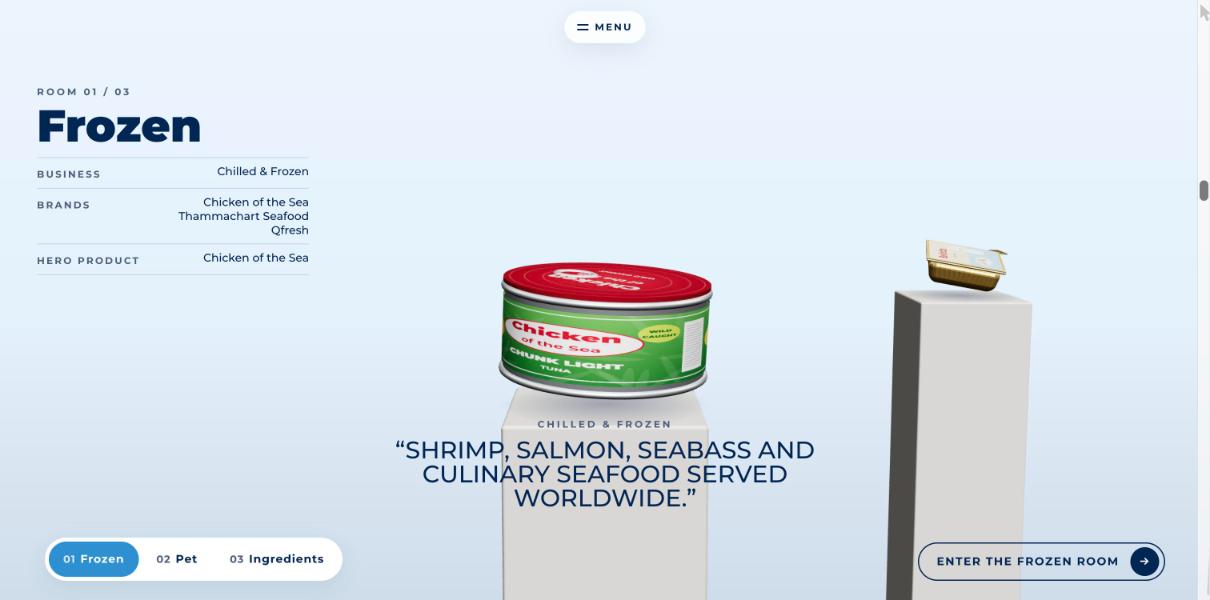 MENU
ROOM 01 / 03
Frozen
BUSINESS Chilled & Frozen
BRANDS Chicken of the Sea
Thammachart Seafood
Qfresh
HERO PRODUCT Chicken of the Sea
Chicken
of the Sea
WILD
CAUGHT
CHUNK LIGHT
TUNA
CHILLED & FROZEN
“SHRIMP, SALMON, SEABASS AND
CULINARY SEAFOOD SERVED
WORLDWIDE.”
01 Frozen 02 Pet 03 Ingredients
ENTER THE FROZEN ROOM